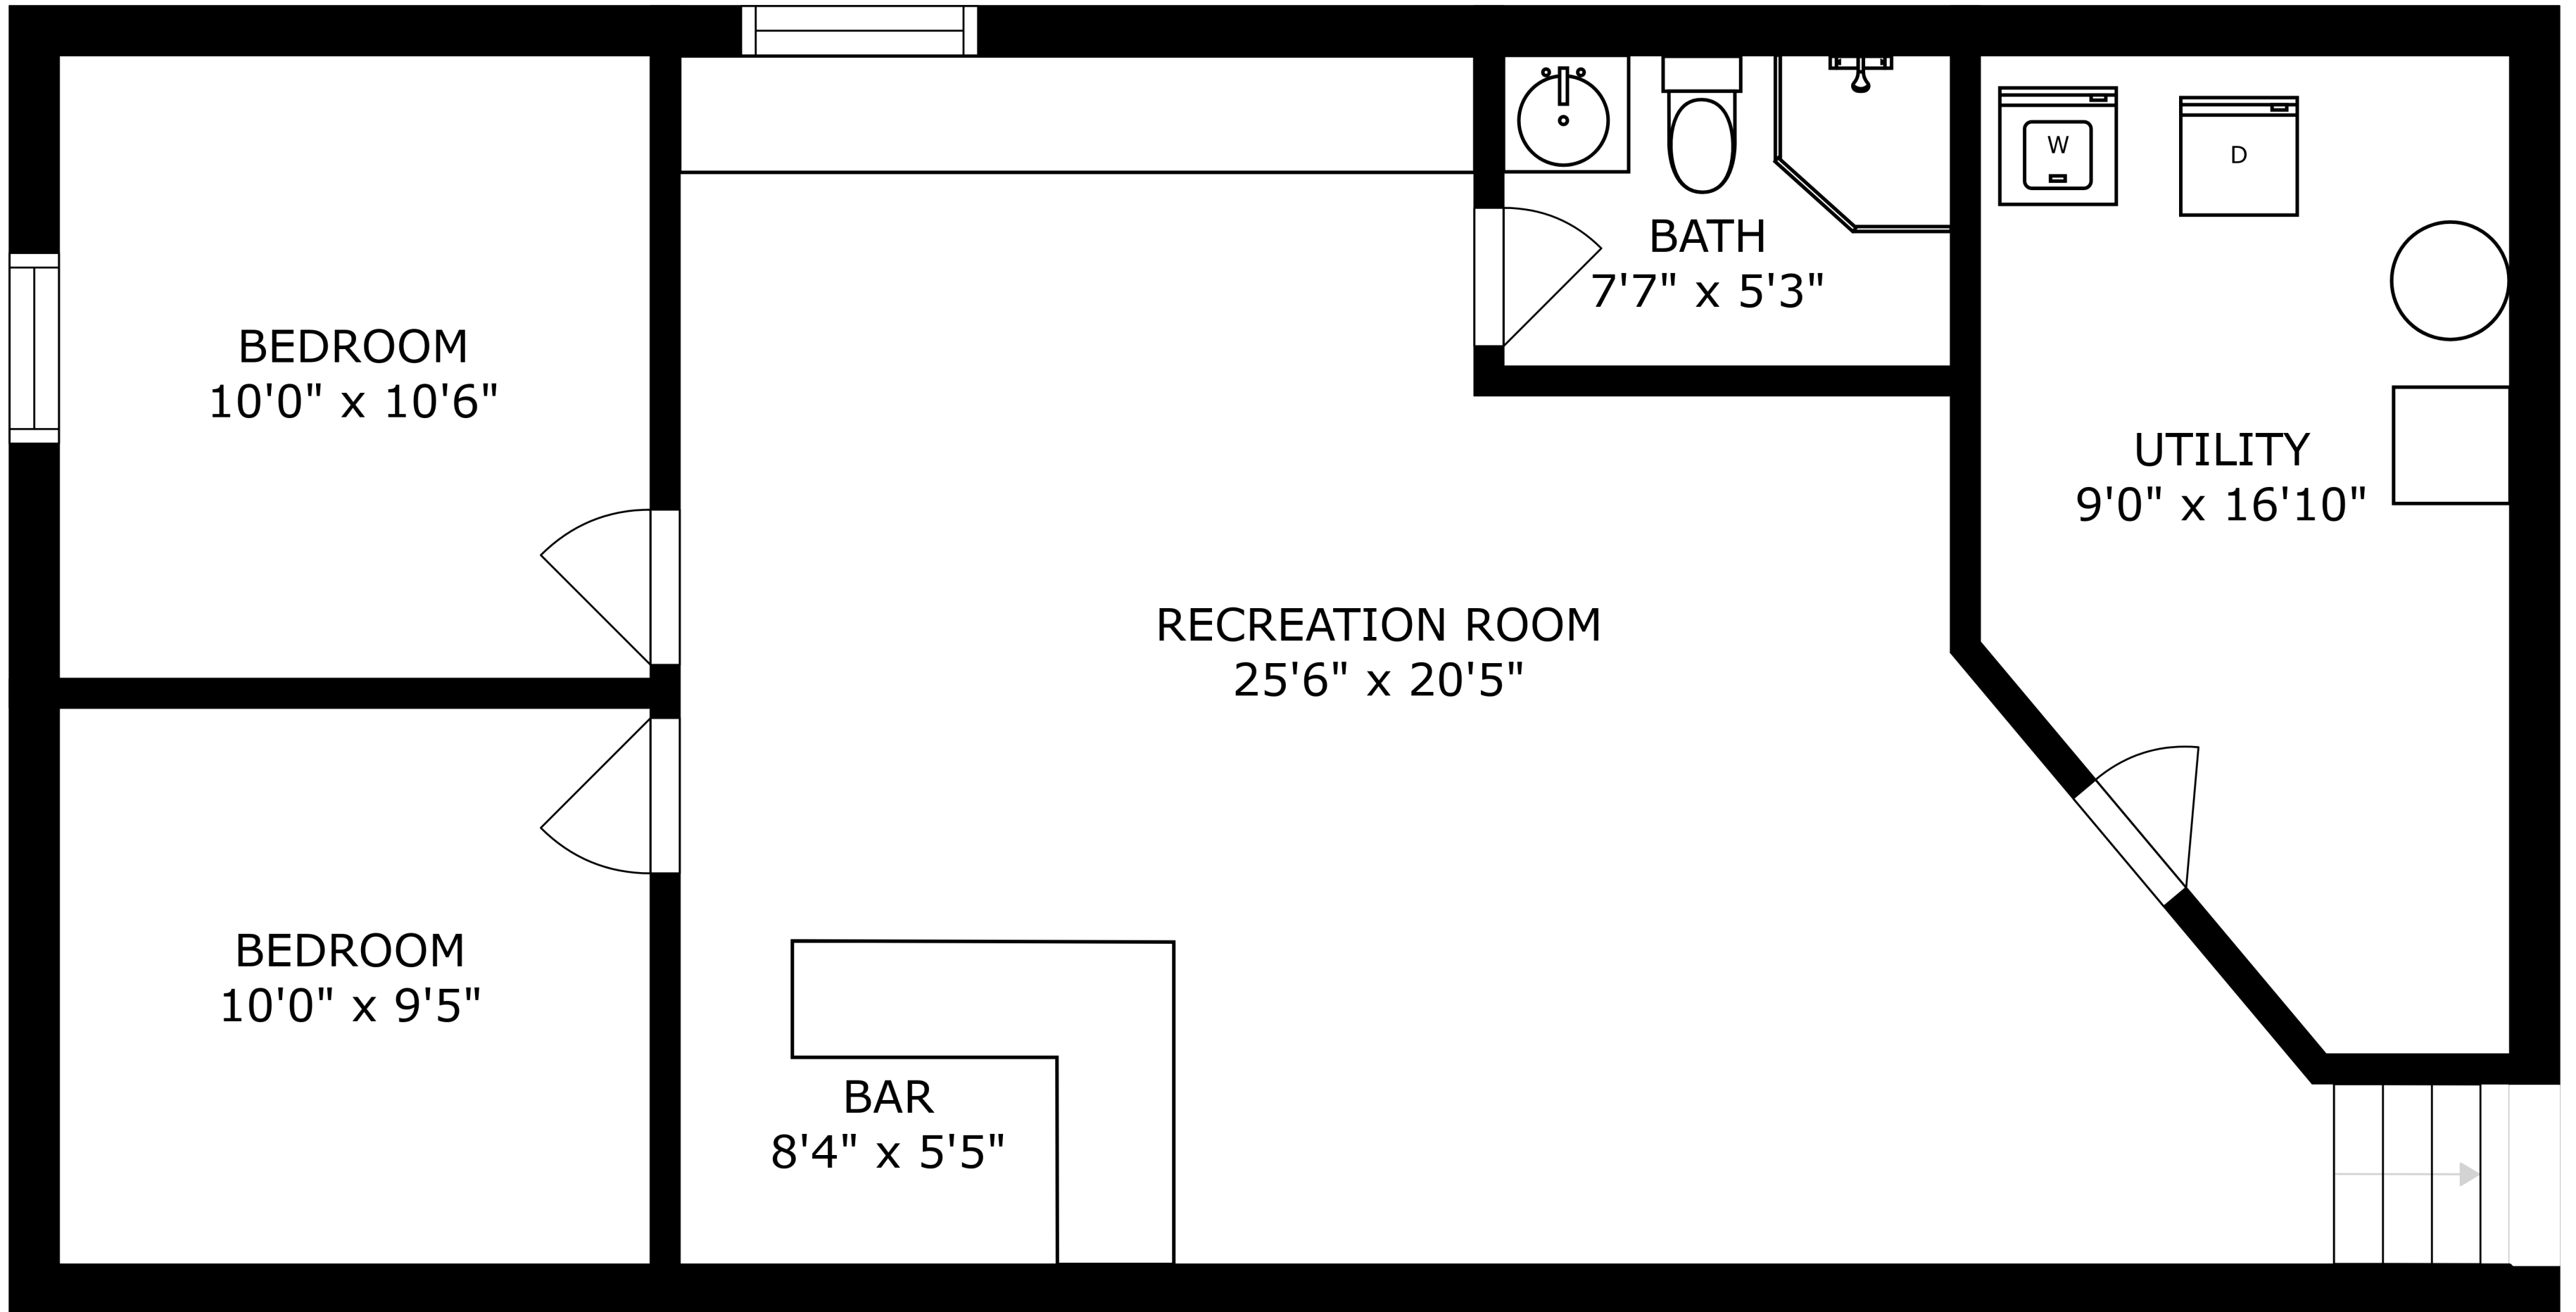 BEDROOM
10'0" x 10'6"
BEDROOM
10'0" x 9'5"
RECREATION ROOM
25'6" x 20'5"
BAR
8'4" x 5'5"
BATH
7'7" x 5'3"
W
D
UTILITY
9'0" x 16'10"